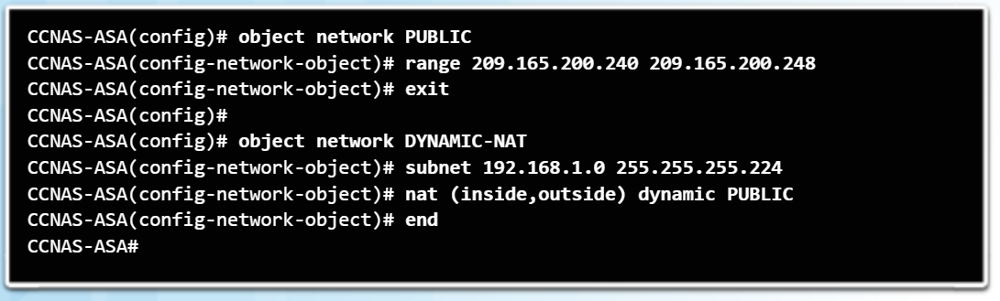 CCNAS-ASA(config)# object network PUBLIC
CCNAS-ASA(config-network-object)# range 209.165.200.240 209.165.200.248
CCNAS-ASA(config-network-object)# exit
CCNAS-ASA(config)#
CCNAS-ASA(config)# object network DYNAMIC-NAT
CCNAS-ASA(config-network-object)# subnet 192.168.1.0 255.255.255.224
CCNAS-ASA(config-network-object)# nat (inside,outside) dynamic PUBLIC
CCNAS-ASA(config-network-object)# end
CCNAS-ASA#